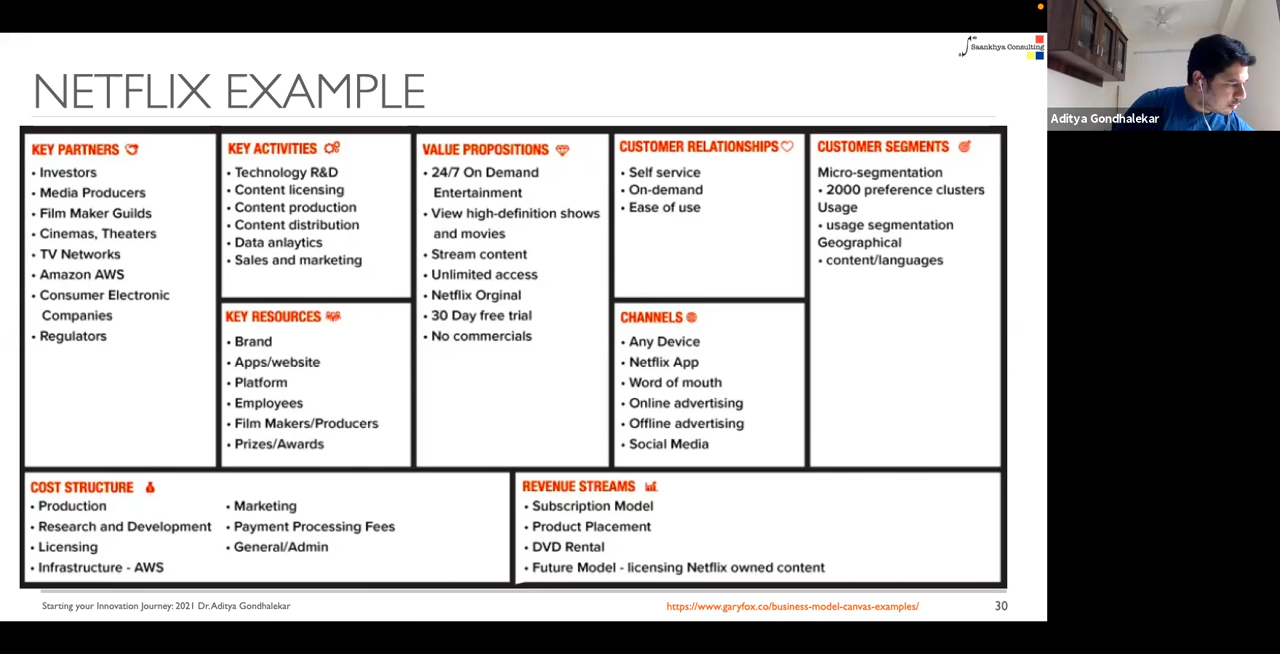 Saankhya Consulting
Aditya Gondhalekar
NETFLIX EXAMPLE
KEY PARTNERS
• Investors
• Media Producers
• Film Maker Guilds
• Cinemas, Theaters
• TV Networks
• Amazon AWS
• Consumer Electronic
Companies
• Regulators
KEY ACTIVITIES
• Technology R&D
• Content licensing
• Content production
• Content distribution
• Data anlaytics
• Sales and marketing
KEY RESOURCES
• Brand
• Apps/website
• Platform
• Employees
• Film Makers/Producers
• Prizes/Awards
VALUE PROPOSITIONS
• 24/7 On Demand
Entertainment
• View high-definition shows
and movies
• Stream content
• Unlimited access
• Netflix Orginal
• 30 Day free trial
• No commercials
CUSTOMER RELATIONSHIPS
• Self service
• On-demand
• Ease of use
CHANNELS
• Any Device
• Netflix App
• Word of mouth
• Online advertising
• Offline advertising
• Social Media
CUSTOMER SEGMENTS
Micro-segmentation
• 2000 preference clusters
Usage
• usage segmentation
Geographical
• content/languages
COST STRUCTURE
• Production
• Research and Development
• Licensing
• Infrastructure - AWS
• Marketing
• Payment Processing Fees
• General/Admin
REVENUE STREAMS
• Subscription Model
• Product Placement
• DVD Rental
• Future Model - licensing Netflix owned content
Starting your Innovation Journey: 2021 Dr. Aditya Gondhalekar
https://www.garyfox.co/business-model-canvas-examples/
30